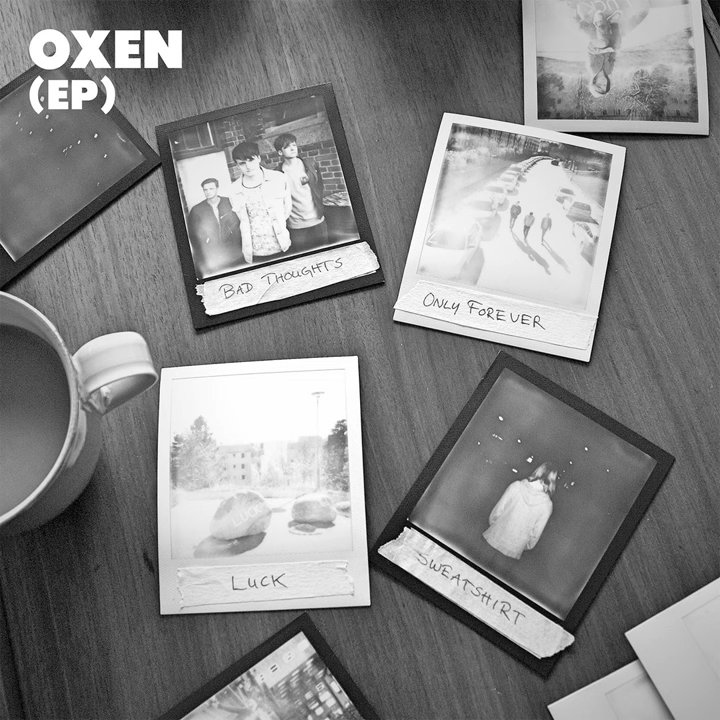 OXEN
(EP)
BAD THOUGHTS
ONLY FOREVER
LUCK
SWEATSHIRT